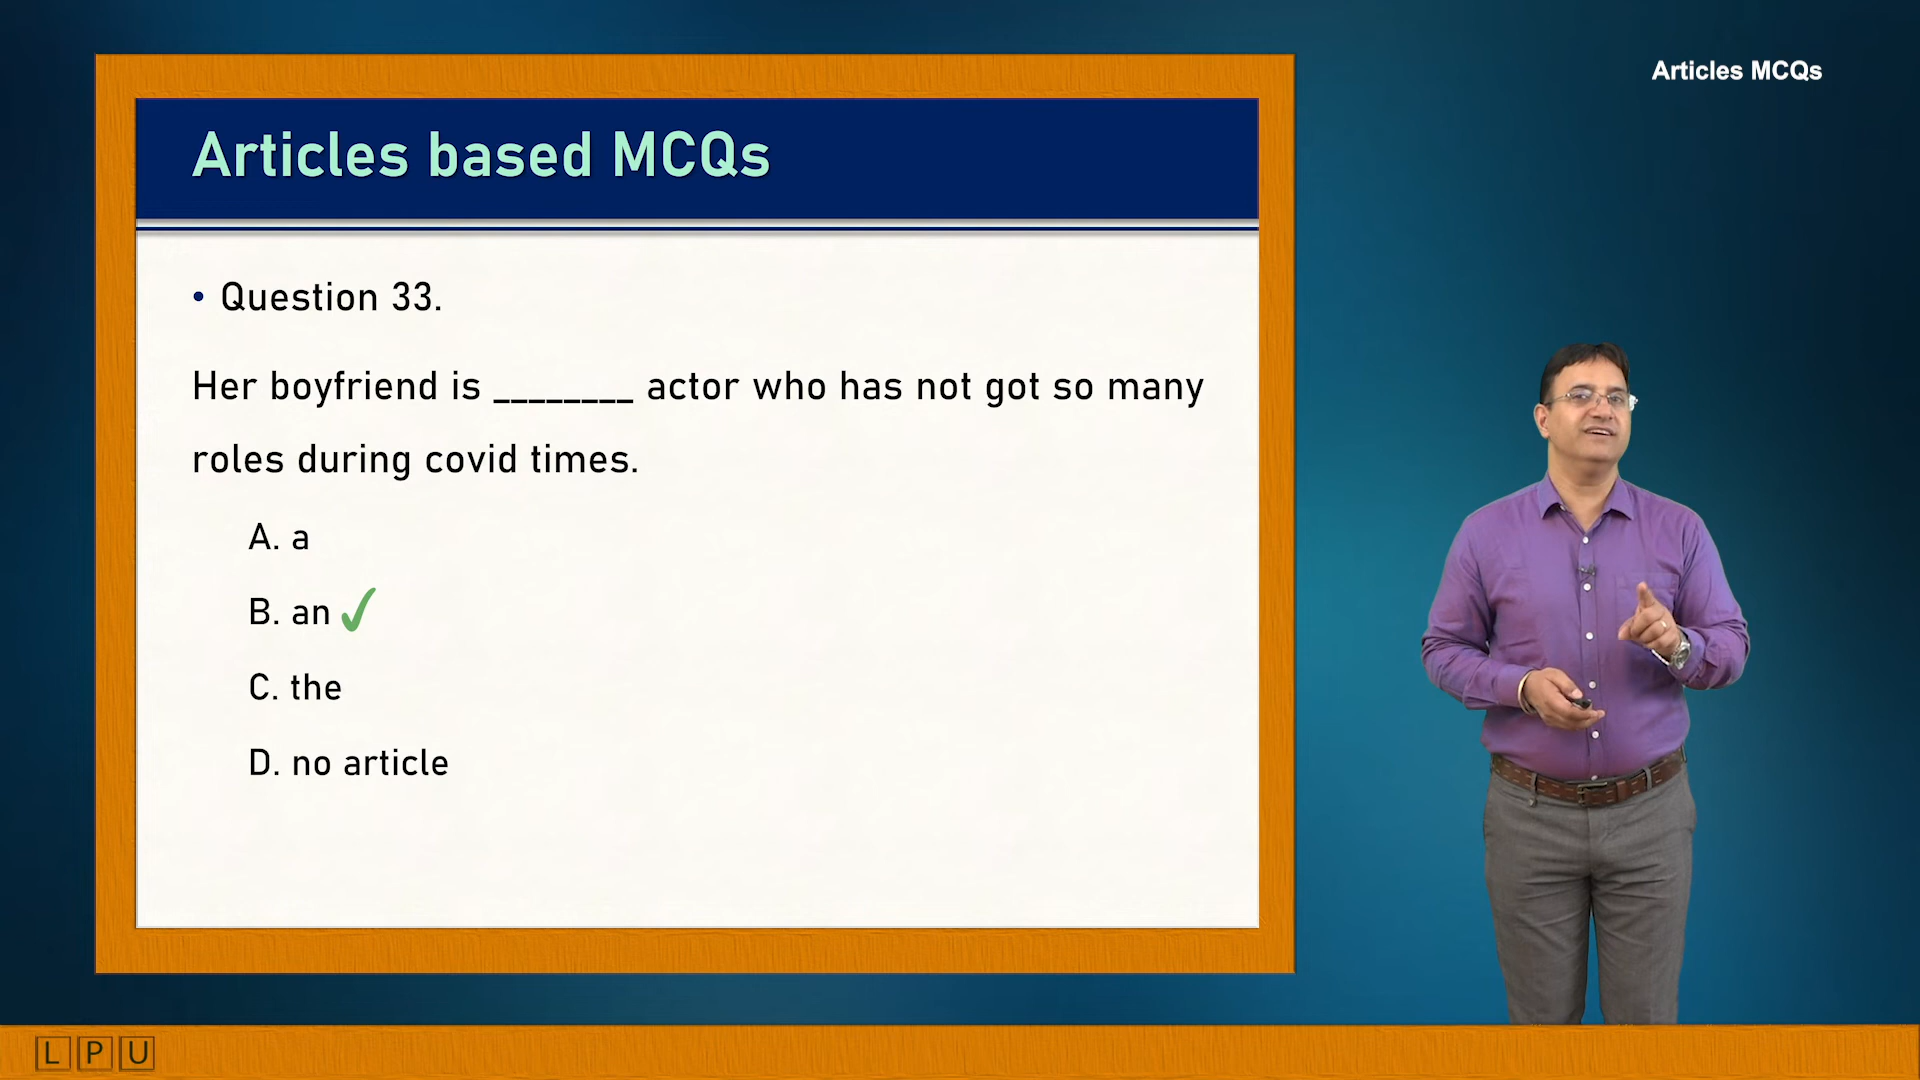 Articles MCQs
Articles based MCQs
• Question 33.
Her boyfriend is ________ actor who has not got so many
roles during covid times.
A. a
B. an ✓
C. the
D. no article
L P U